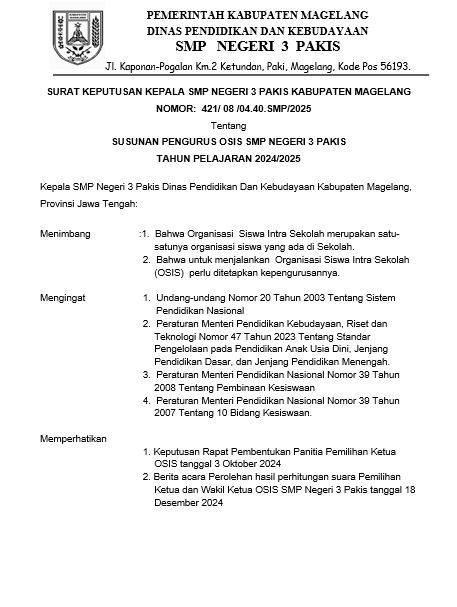 PEMERINTAH KABUPATEN MAGELANG
DINAS PENDIDIKAN DAN KEBUDAYAAN
SMP NEGERI 3 PAKIS
Jl. Kaponan-Pogalan Km.2 Ketundan, Paki, Magelang, Kode Pos 56193.
SURAT KEPUTUSAN KEPALA SMP NEGERI 3 PAKIS KABUPATEN MAGELANG
NOMOR: 421/ 08 /04.40.SMP/2025
Tentang
SUSUNAN PENGURUS OSIS SMP NEGERI 3 PAKIS
TAHUN PELAJARAN 2024/2025
Kepala SMP Negeri 3 Pakis Dinas Pendidikan Dan Kebudayaan Kabupaten Magelang,
Provinsi Jawa Tengah:
Menimbang :1. Bahwa Organisasi Siswa Intra Sekolah merupakan satu-
satunya organisasi siswa yang ada di Sekolah.
2. Bahwa untuk menjalankan Organisasi Siswa Intra Sekolah
(OSIS) perlu ditetapkan kepengurusannya.
Mengingat 1. Undang-undang Nomor 20 Tahun 2003 Tentang Sistem
Pendidikan Nasional
2. Peraturan Menteri Pendidikan Kebudayaan, Riset dan
Teknologi Nomor 47 Tahun 2023 Tentang Standar
Pengelolaan pada Pendidikan Anak Usia Dini, Jenjang
Pendidikan Dasar, dan Jenjang Pendidikan Menengah.
3. Peraturan Menteri Pendidikan Nasional Nomor 39 Tahun
2008 Tentang Pembinaan Kesiswaan
4. Peraturan Menteri Pendidikan Nasional Nomor 39 Tahun
2007 Tentang 10 Bidang Kesiswaan.
Memperhatikan
1. Keputusan Rapat Pembentukan Panitia Pemilihan Ketua
OSIS tanggal 3 Oktober 2024
2. Berita acara Perolehan hasil perhitungan suara Pemilihan
Ketua dan Wakil Ketua OSIS SMP Negeri 3 Pakis tanggal 18
Desember 2024